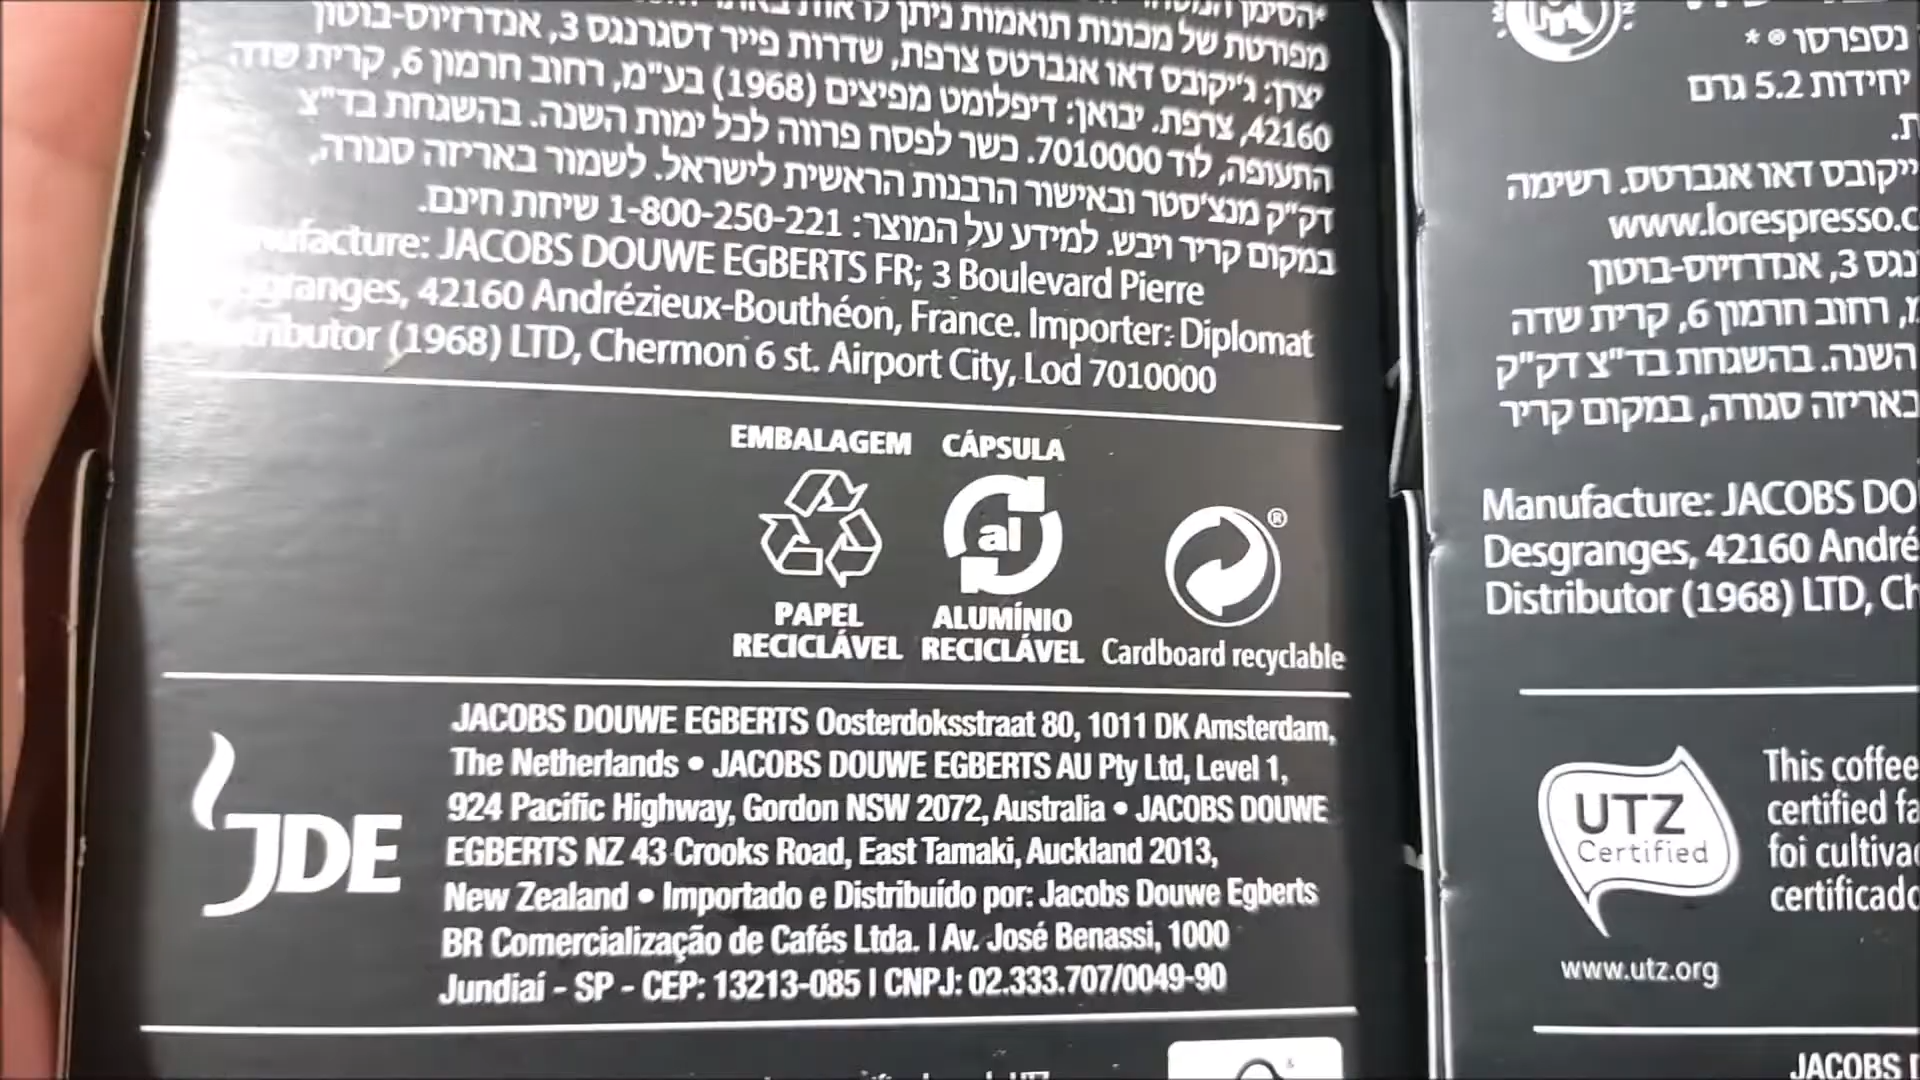 מפורטת של מכונות תואמות ניתן לראות באתר
יצרן: ג'ייקובס דאו אגברטס צרפת, שדרות פייר דסגרנגס 3, אנדרזיוס-בוטון
42160, צרפת. יבואן: דיפלומט מפיצים (1968) בע"מ, רחוב חרמון 6, קרית שדה
התעופה, לוד 7010000. כשר לפסח פרווה לכל ימות השנה. בהשגחת בד"צ
דק"ק מנצ'סטר ובאישור הרבנות הראשית לישראל. לשמור באריזה סגורה,
במקום קריר ויבש. למידע על המוצר: 1-800-250-221 שיחת חינם.
JACOBS DOUWE EGBERTS FR; 3 Boulevard Pierre
42160 Andrézieux-Bouthéon, France. Importer: Diplomat
(1968) LTD, Chermon 6 st. Airport City, Lod 7010000
EMBALAGEM CÁPSULA
al
®
PAPEL
RECICLÁVEL
ALUMÍNIO
RECICLÁVEL
Cardboard recyclable
JDE
JACOBS DOUWE EGBERTS Oosterdoksstraat 80, 1011 DK Amsterdam,
The Netherlands • JACOBS DOUWE EGBERTS AU Pty Ltd, Level 1,
924 Pacific Highway, Gordon NSW 2072, Australia • JACOBS DOUWE
EGBERTS NZ 43 Crooks Road, East Tamaki, Auckland 2013,
New Zealand • Importado e Distribuído por: Jacobs Douwe Egberts
BR Comercialização de Cafés Ltda. | Av. José Benassi, 1000
Jundiaí - SP - CEP: 13213-085 | CNPJ: 02.333.707/0049-90
נספרסו ® *
יחידות 5.2 גרם
דאו אגברטס. רשימה
www.lorespresso.c
3, אנדרזיוס-בוטון
רחוב חרמון 6, קרית שדה
השנה. בהשגחת בד"צ דק"ק
באריזה סגורה, במקום קריר
Manufacture: JACOBS DO
Desgranges, 42160 André
Distributor (1968) LTD, Ch
UTZ
Certified
www.utz.org
This coffee
certified fa
foi cultiva
certificado
JACOBS